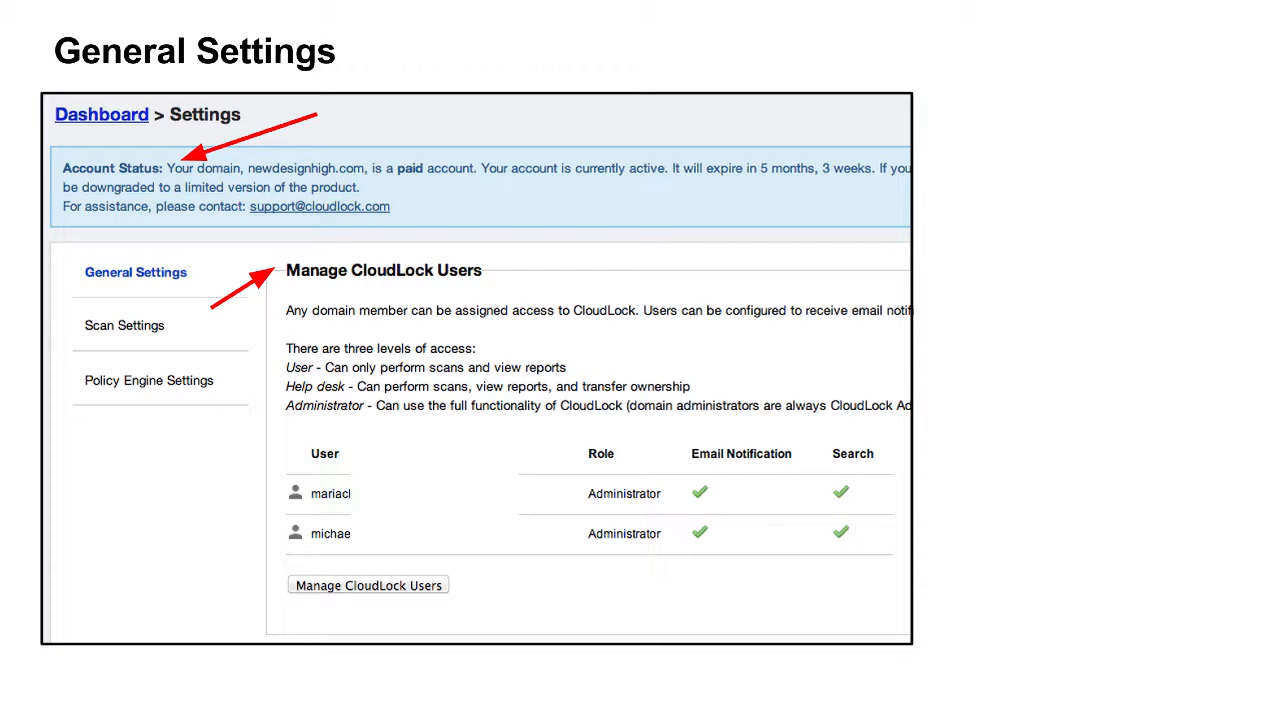 General Settings
Dashboard > Settings
Account Status: Your domain, newdesignhigh.com, is a paid account. Your account is currently active. It will expire in 5 months, 3 weeks. If you
be downgraded to a limited version of the product.
For assistance, please contact: support@cloudlock.com
General Settings
Scan Settings
Policy Engine Settings
Manage CloudLock Users
Any domain member can be assigned access to CloudLock. Users can be configured to receive email notif
There are three levels of access:
User - Can only perform scans and view reports
Help desk - Can perform scans, view reports, and transfer ownership
Administrator - Can use the full functionality of CloudLock (domain administrators are always CloudLock Ad
User Role Email Notification Search
mariacl Administrator
michae Administrator
Manage CloudLock Users